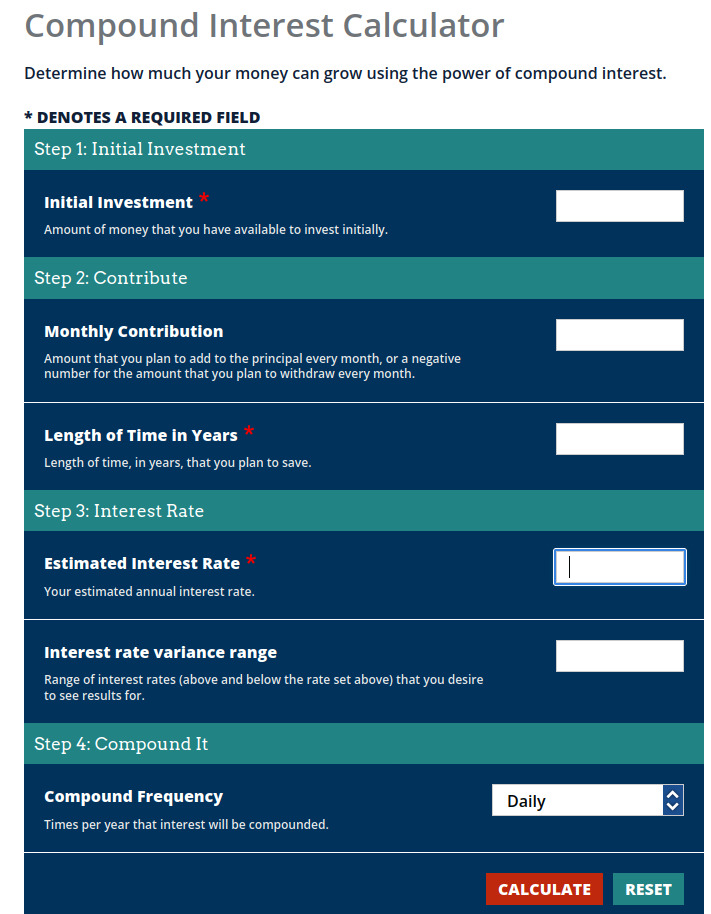 Compound Interest Calculator
Determine how much your money can grow using the power of compound interest.
* DENOTES A REQUIRED FIELD
Step 1: Initial Investment
Initial Investment *
Amount of money that you have available to invest initially.
Step 2: Contribute
Monthly Contribution
Amount that you plan to add to the principal every month, or a negative
number for the amount that you plan to withdraw every month.
Length of Time in Years *
Length of time, in years, that you plan to save.
Step 3: Interest Rate
Estimated Interest Rate *
Your estimated annual interest rate.
Interest rate variance range
Range of interest rates (above and below the rate set above) that you desire
to see results for.
Step 4: Compound It
Compound Frequency
Daily
Times per year that interest will be compounded.
CALCULATE RESET